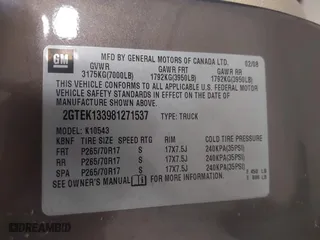 GM
MFD BY GENERAL MOTORS OF CANADA LTD. 02/08
GVWR GAWR FRT GAWR RR
3175KG(7000LB) 1792KG(3950LB) 1792KG(3950LB)
THIS VEHICLE CONFORMS TO ALL APPLICABLE U.S. FEDERAL MOTOR
VEHICLE SAFETY STANDARDS IN EFFECT ON THE DATE OF
MANUFACTURE SHOWN ABOVE.
2GTEK133981271537 TYPE: TRUCK
MODEL: K10543
KBNF TIRE SIZE SPEED RTG RIM COLD TIRE PRESSURE
FRT P265/70R17 S 17X7.5J 240KPA(35PSI)
RR P265/70R17 S 17X7.5J 240KPA(35PSI)
SPA P265/70R17 S 17X7.5J 240KPA(35PSI)
SEE OWNER'S MANUAL FOR MORE INFORMATION.
IDREAMDID